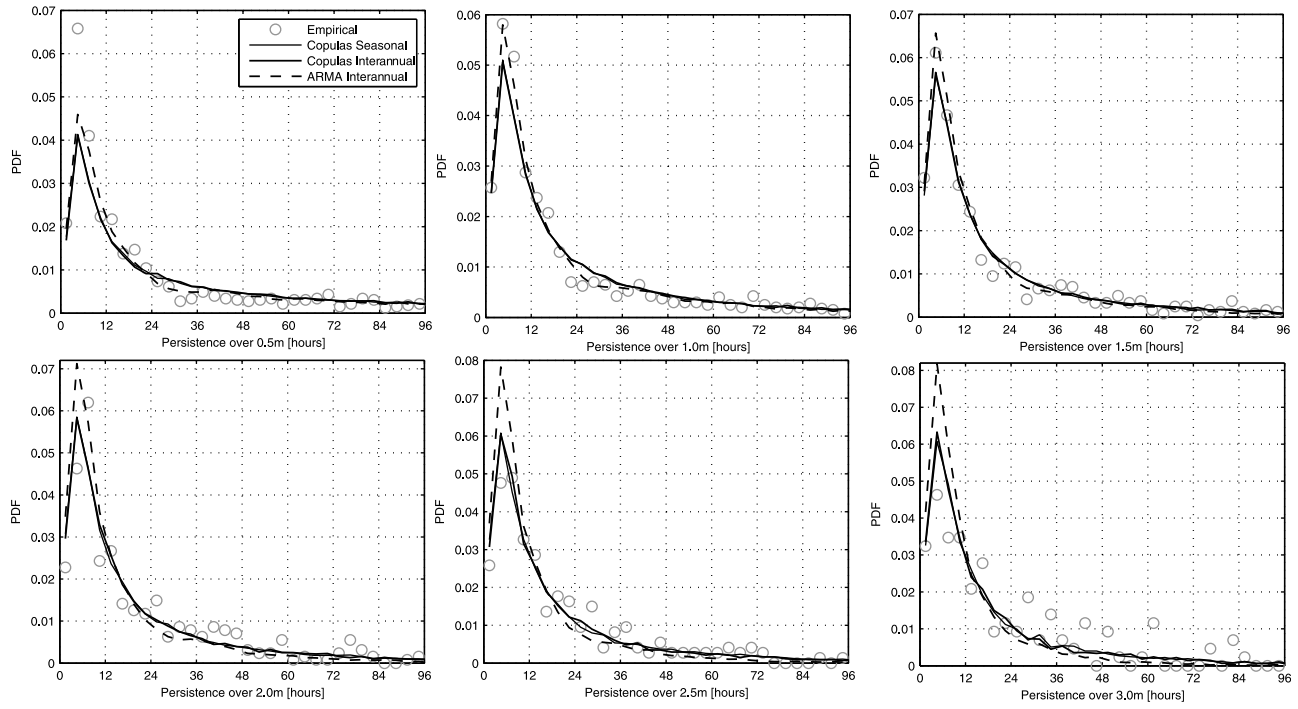 0.07
0.06
0.05
0.04
0.03
0.02
0.01
0
PDF
Empirical
Copulas Seasonal
Copulas Interannual
ARMA Interannual
0 12 24 36 48 60 72 84 96
Persistence over 0.5m [hours]
0.06
0.05
0.04
0.03
0.02
0.01
0
PDF
0 12 24 36 48 60 72 84 96
Persistence over 1.0m [hours]
0.07
0.06
0.05
0.04
0.03
0.02
0.01
0
PDF
0 12 24 36 48 60 72 84 96
Persistence over 1.5m [hours]
0.07
0.06
0.05
0.04
0.03
0.02
0.01
0
PDF
0 12 24 36 48 60 72 84 96
Persistence over 2.0m [hours]
0.08
0.07
0.06
0.05
0.04
0.03
0.02
0.01
0
PDF
0 12 24 36 48 60 72 84 96
Persistence over 2.5m [hours]
0.08
0.07
0.06
0.05
0.04
0.03
0.02
0.01
0
PDF
0 12 24 36 48 60 72 84 96
Persistence over 3.0m [hours]